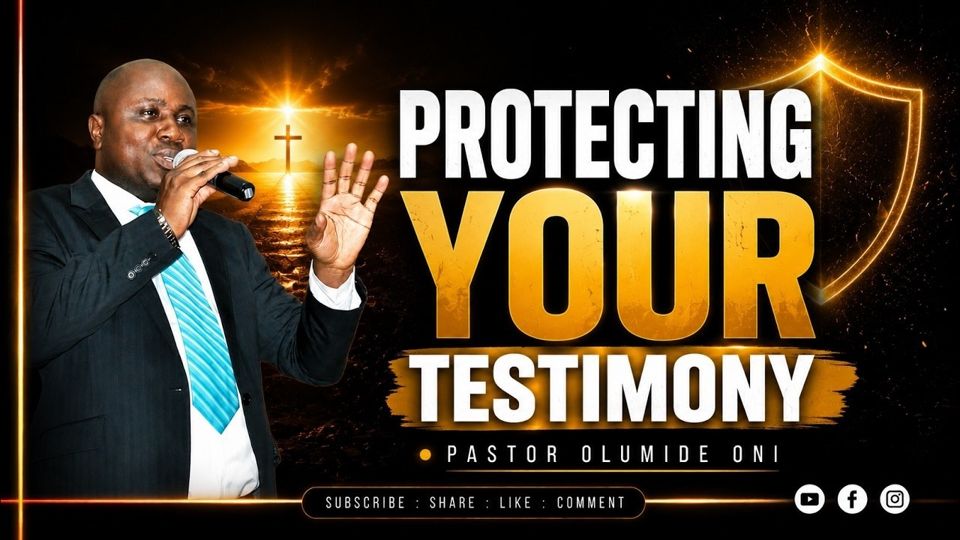 PROTECTING
YOUR
TESTIMONY
• PASTOR OLUMIDE ONI
SUBSCRIBE : SHARE : LIKE : COMMENT